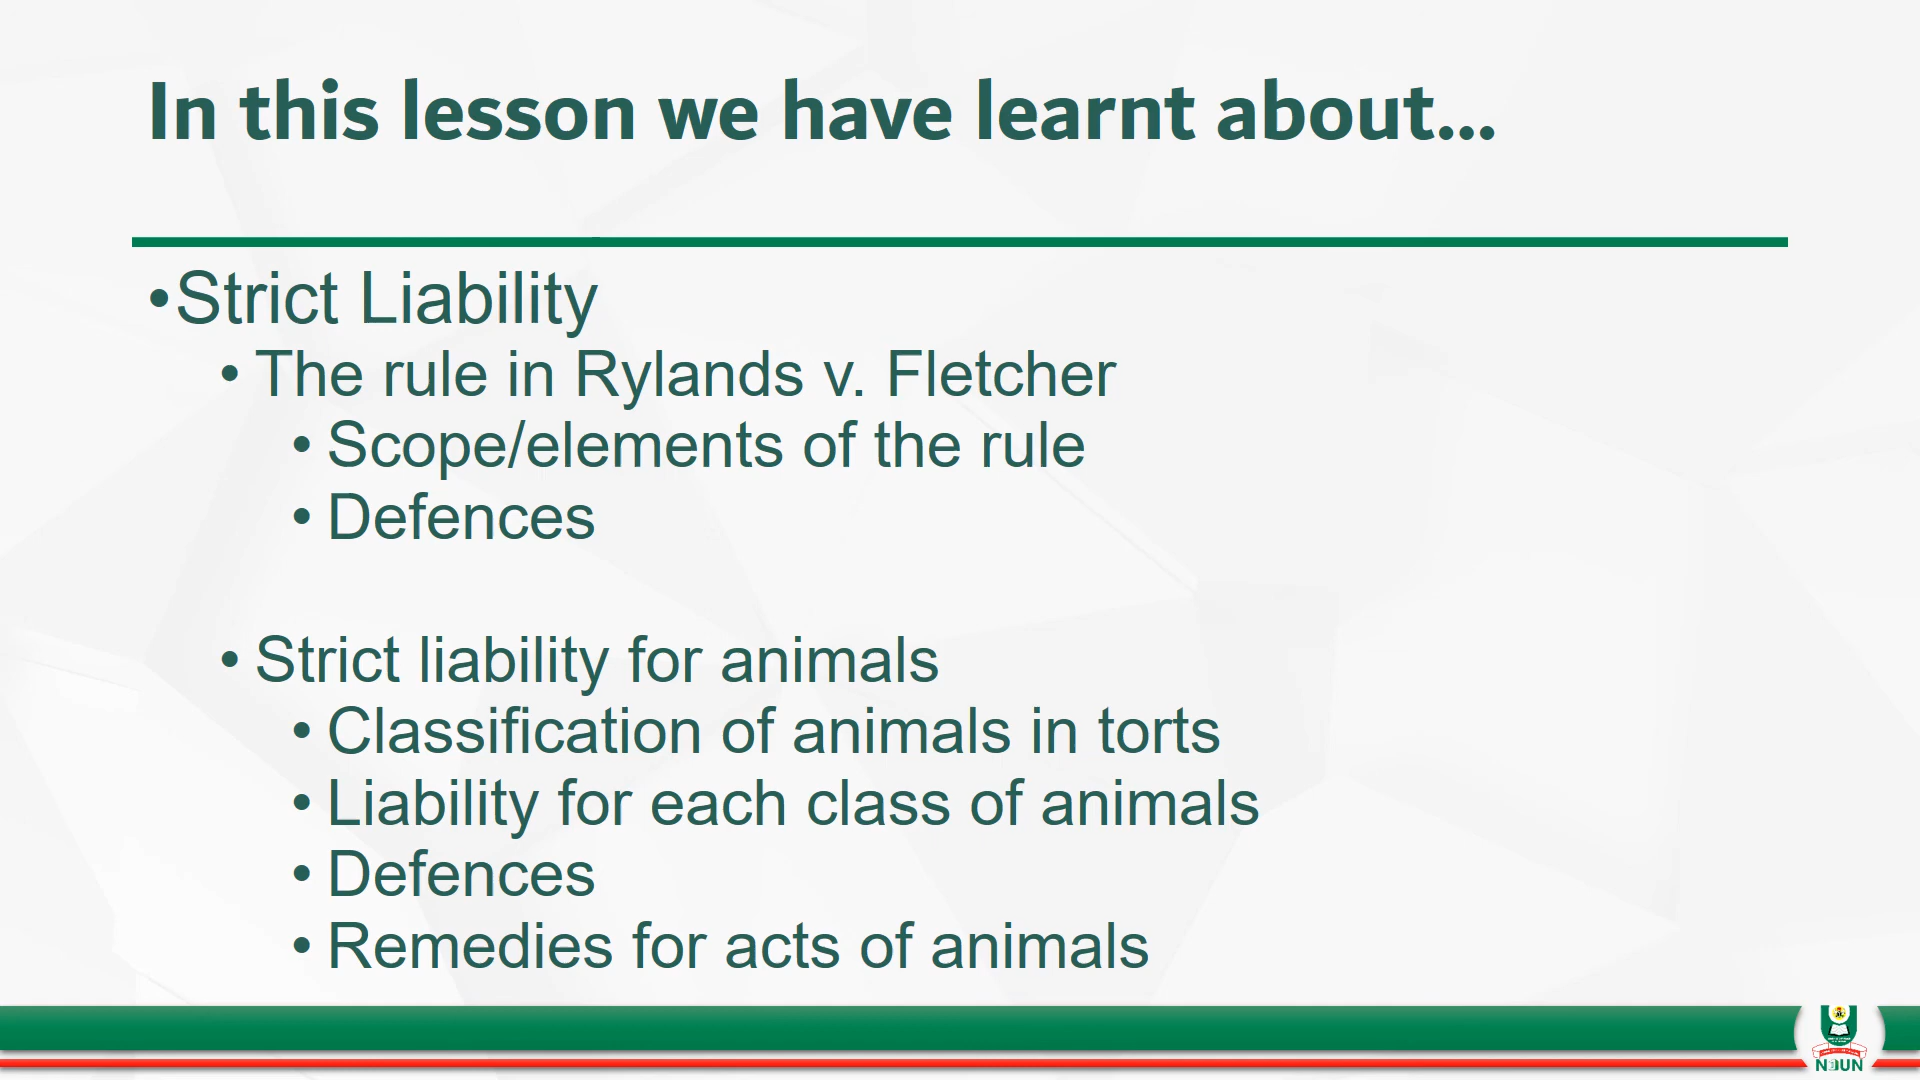 In this lesson we have learnt about...
•Strict Liability
• The rule in Rylands v. Fletcher
• Scope/elements of the rule
• Defences
• Strict liability for animals
• Classification of animals in torts
• Liability for each class of animals
• Defences
• Remedies for acts of animals
NOUN